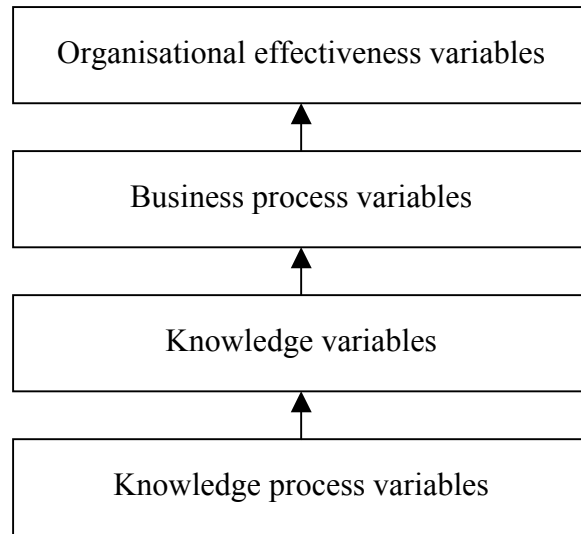 Organisational effectiveness variables
Business process variables
Knowledge variables
Knowledge process variables